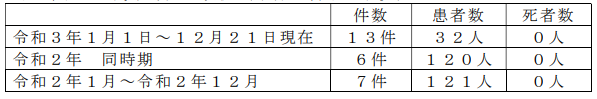 件数 患者数 死者数
令和３年１月１日～１２月２１日現在 １３件 ３２人 ０人
令和２年　同時期 ６件 １２０人 ０人
令和２年１月～令和２年１２月 ７件 １２１人 ０人